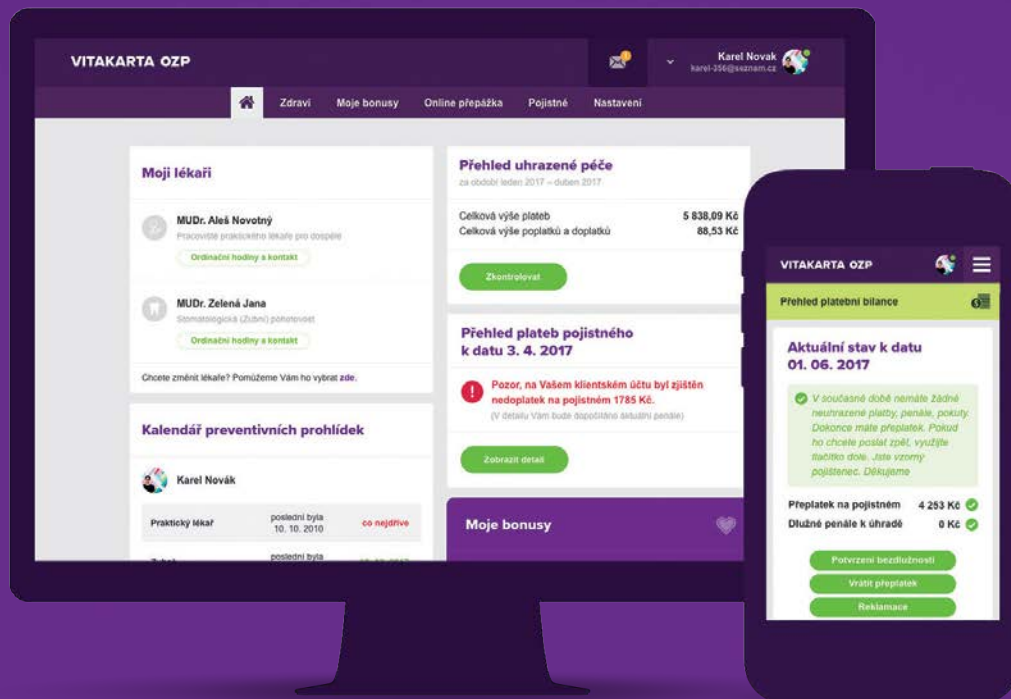 VITAKARTA OZP
Karel Novak
karel-356@seznam.cz
Zdraví
Moje bonusy
Online přepážka
Pojistné
Nastavení
Moji lékaři
MUDr. Aleš Novotný
Pracoviště praktického lékaře pro dospělé
Ordinační hodiny a kontakt
MUDr. Zelená Jana
Stomatologická (Zubní) pohotovost
Ordinační hodiny a kontakt
Chcete změnit lékaře? Pomůžeme Vám ho vybrat zde.
Kalendář preventivních prohlídek
Karel Novák
Praktický lékař
poslední byla
10. 10. 2010
co nejdříve
poslední byla
Přehled uhrazené péče
za období leden 2017 – duben 2017
Celková výše plateb 5 838,09 Kč
Celková výše poplatků a doplatků 88,53 Kč
Zkontrolovat
Přehled plateb pojistného
k datu 3. 4. 2017
Pozor, na Vašem klientském účtu byl zjištěn
nedoplatek na pojistném 1785 Kč.
(V detailu Vám bude dopočítáno aktuální penále)
Zobrazit detail
Moje bonusy
VITAKARTA OZP
Přehled platební bilance
Aktuální stav k datu
01. 06. 2017
V současné době nemáte žádné
neuhrazené platby, penále, pokuty.
Dokonce máte přeplatek. Pokud
ho chcete poslat zpět, využijte
tlačítko dole. Jste vzorný
pojištěnec. Děkujeme
Přeplatek na pojistném 4 253 Kč
Dlužné penále k úhradě 0 Kč
Potvrzení bezdlužnosti
Vrátit přeplatek
Reklamace